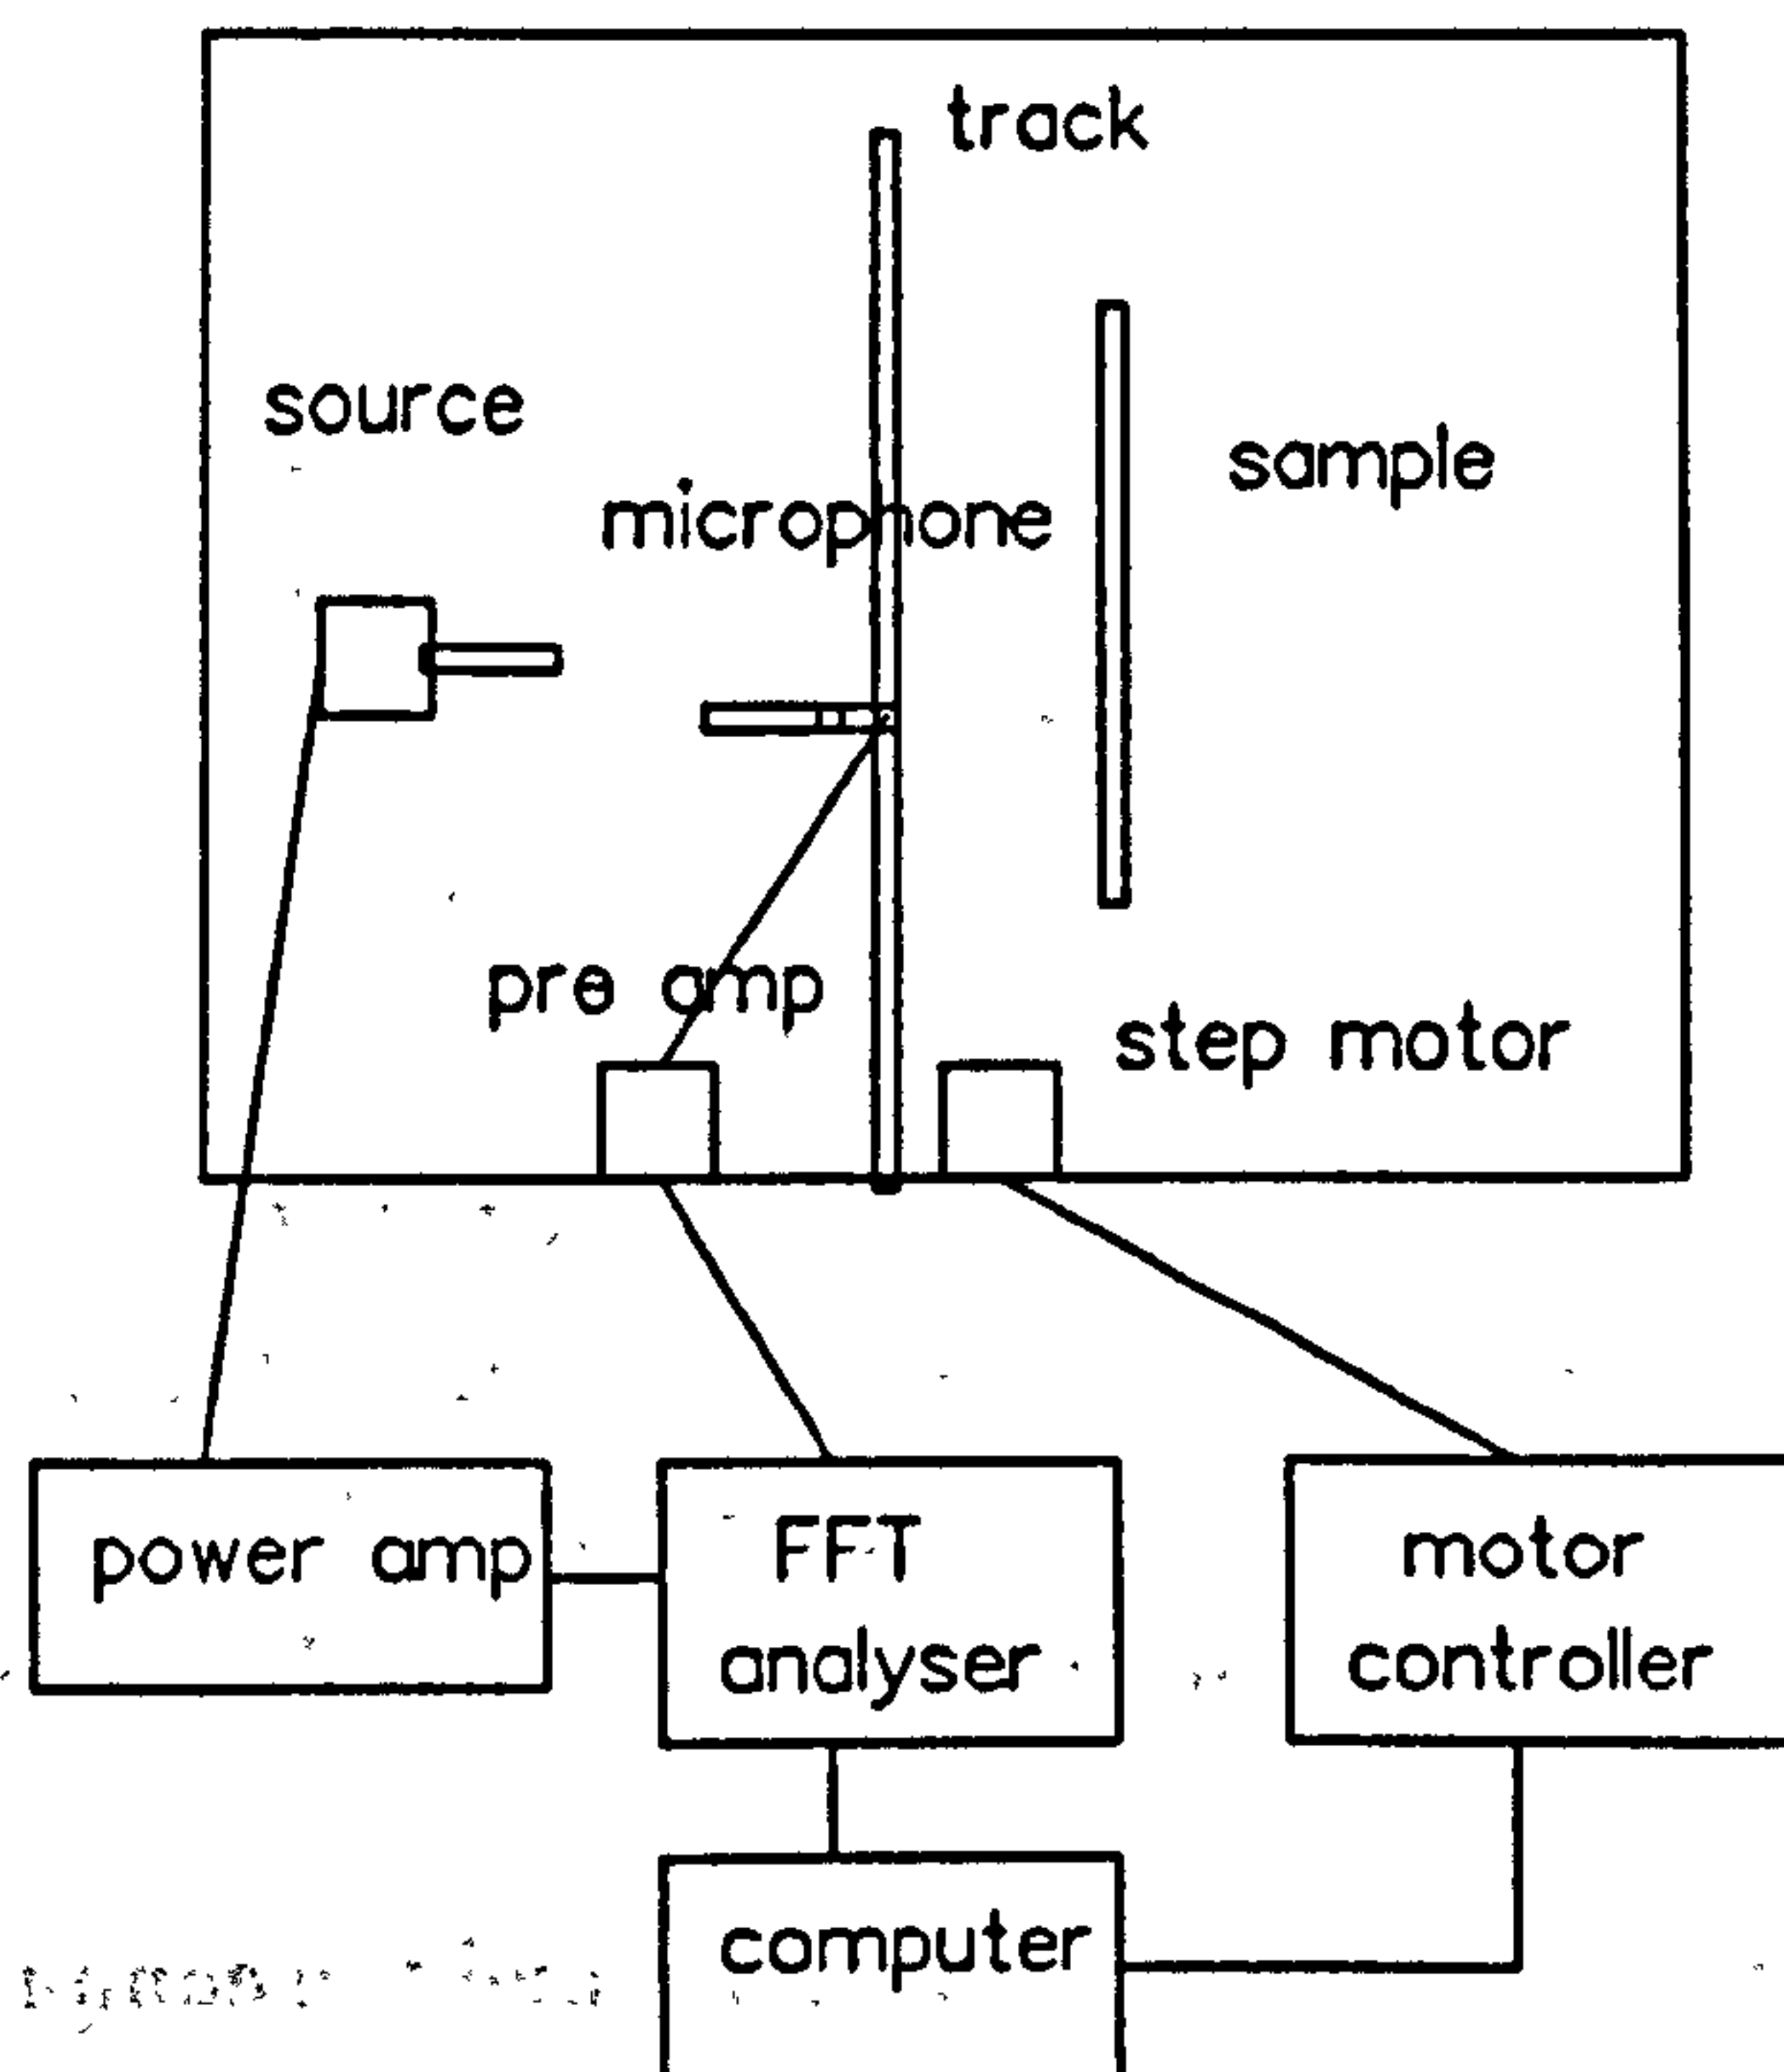 track
source
sample
microphone
pre amp
step motor
power amp
FFT
analyser
motor
controller
computer